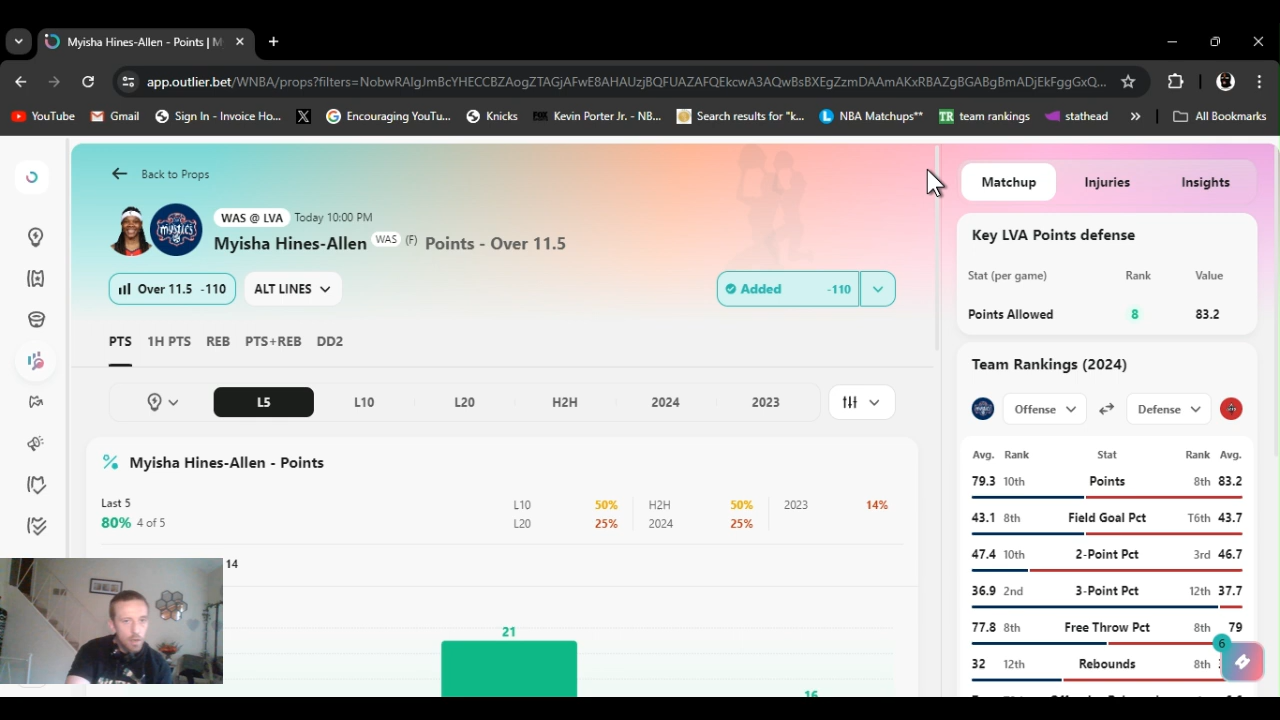 Myisha Hines-Allen - Points | M
app.outlier.bet/WNBA/props?filters=NobwRAlgJmBcYHECCBZAogZTAGjAFwE8AHAUzjBQFUAZAFQEkcwA3AQwBsBXEgZzmDAAmAKxRBAZgBGABgBmADjEkFggGxQ...
YouTube
Gmail
Sign In - Invoice Ho...
Encouraging YouTu...
Knicks
Kevin Porter Jr. - NB...
Search results for "k...
NBA Matchups**
TR team rankings
stathead
»
All Bookmarks
← Back to Props
WAS @ LVA Today 10:00 PM
mystics
Myisha Hines-Allen WAS (F) Points - Over 11.5
Over 11.5 -110
ALT LINES
Added -110
PTS 1H PTS REB PTS+REB DD2
L5 L10 L20 H2H 2024 2023
% Myisha Hines-Allen - Points
Last 5
80% 4 of 5
L10 50% H2H 50% 2023 14%
L20 25% 2024 25%
14
21
16
Matchup Injuries Insights
Key LVA Points defense
Stat (per game) Rank Value
Points Allowed 8 83.2
Team Rankings (2024)
Offense Defense
Avg. Rank Stat Rank Avg.
79.3 10th Points 8th 83.2
43.1 8th Field Goal Pct T6th 43.7
47.4 10th 2-Point Pct 3rd 46.7
36.9 2nd 3-Point Pct 12th 37.7
77.8 8th Free Throw Pct 8th 79
6
32 12th Rebounds 8th